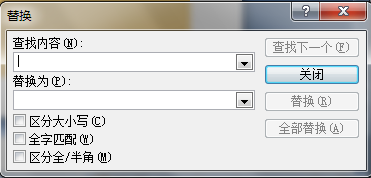 替换
查找内容(N):
查找下一个(F)
关闭
替换为(P):
替换(R)
区分大小写(C)
全部替换(A)
全字匹配(W)
区分全/半角(M)